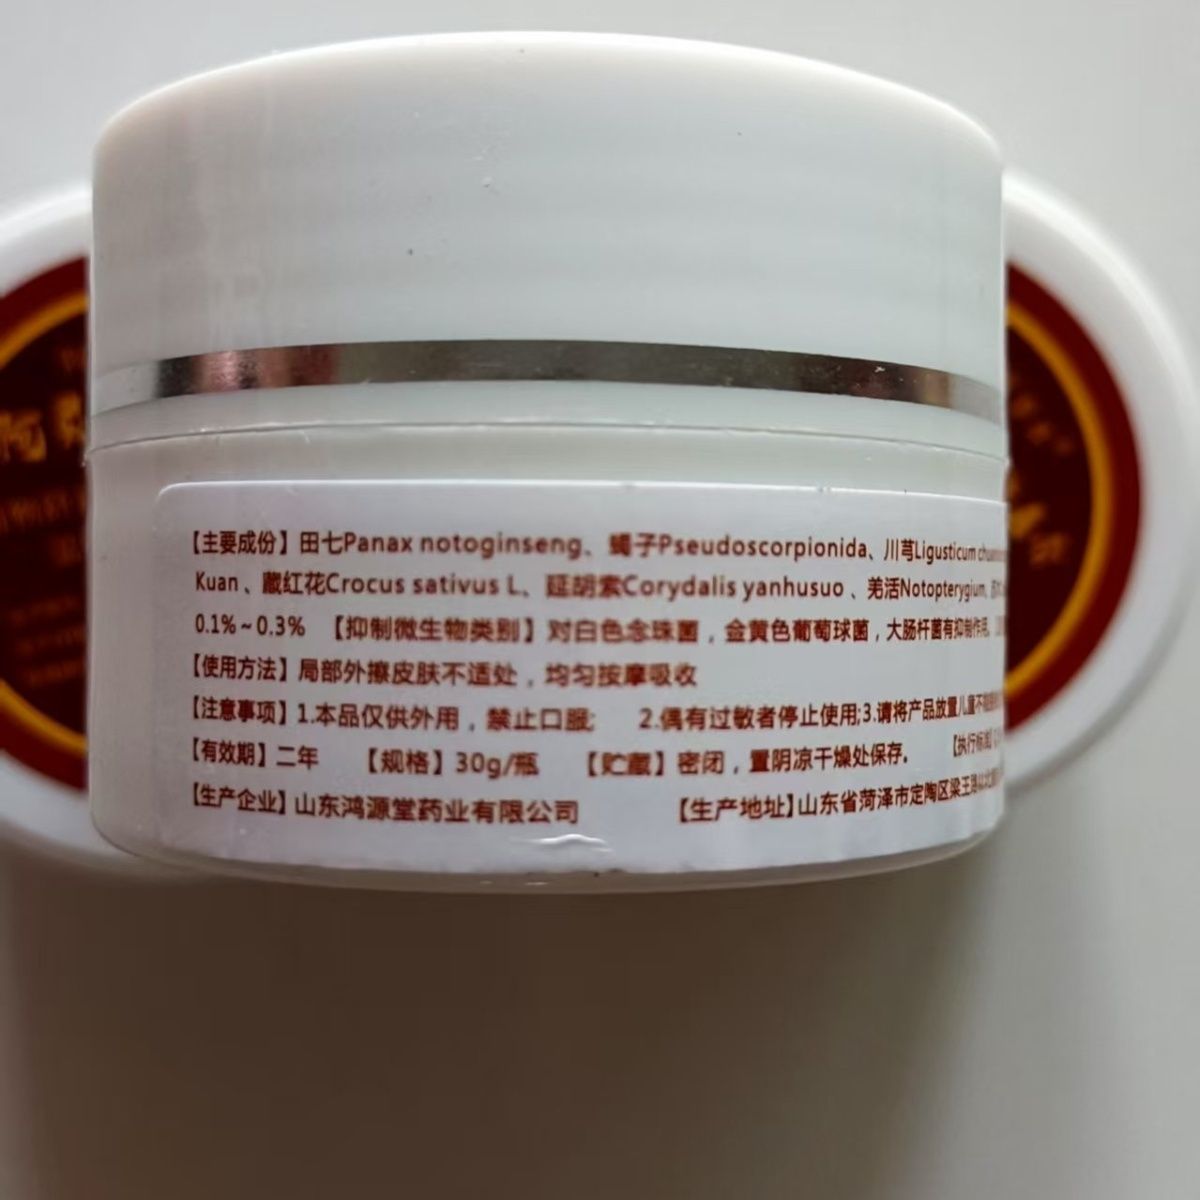 【主要成份】田七Panax notoginseng、蝎子Pseudoscorpionida、川芎Ligusticum
Kuan、藏红花Crocus sativus L、延胡索Corydalis yanhusuo、羌活Notopterygium,
0.1%~0.3% 【抑制微生物类别】对白色念珠菌，金黄色葡萄球菌，大肠杆菌有抑制作用。
【使用方法】局部外擦皮肤不适处，均匀按摩吸收
【注意事项】1.本品仅供外用，禁止口服; 2.偶有过敏者停止使用;3.请将产品放置儿童不
【有效期】二年 【规格】30g/瓶 【贮藏】密闭，置阴凉干燥处保存。 【执行标准】
【生产企业】山东鸿源堂药业有限公司 【生产地址】山东省菏泽市定陶区梁王路